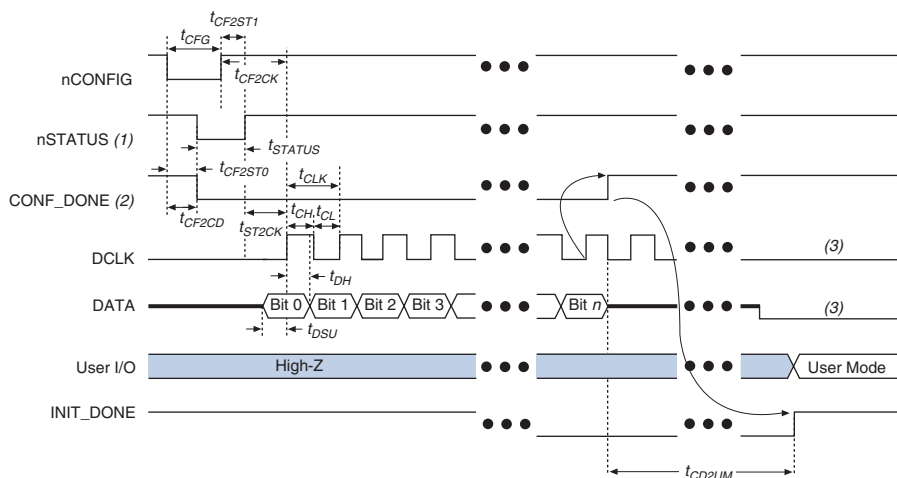 tCF2ST1
tCFG
nCONFIG
tCF2CK
nSTATUS (1)
tSTATUS
tCF2ST0
tCLK
CONF_DONE (2)
tCF2CD
tCH
tCL
tST2CK
DCLK
(3)
tDH
DATA
Bit 0
Bit 1
Bit 2
Bit 3
Bit n
(3)
tDSU
User I/O
High-Z
User Mode
INIT_DONE
tCD2UM